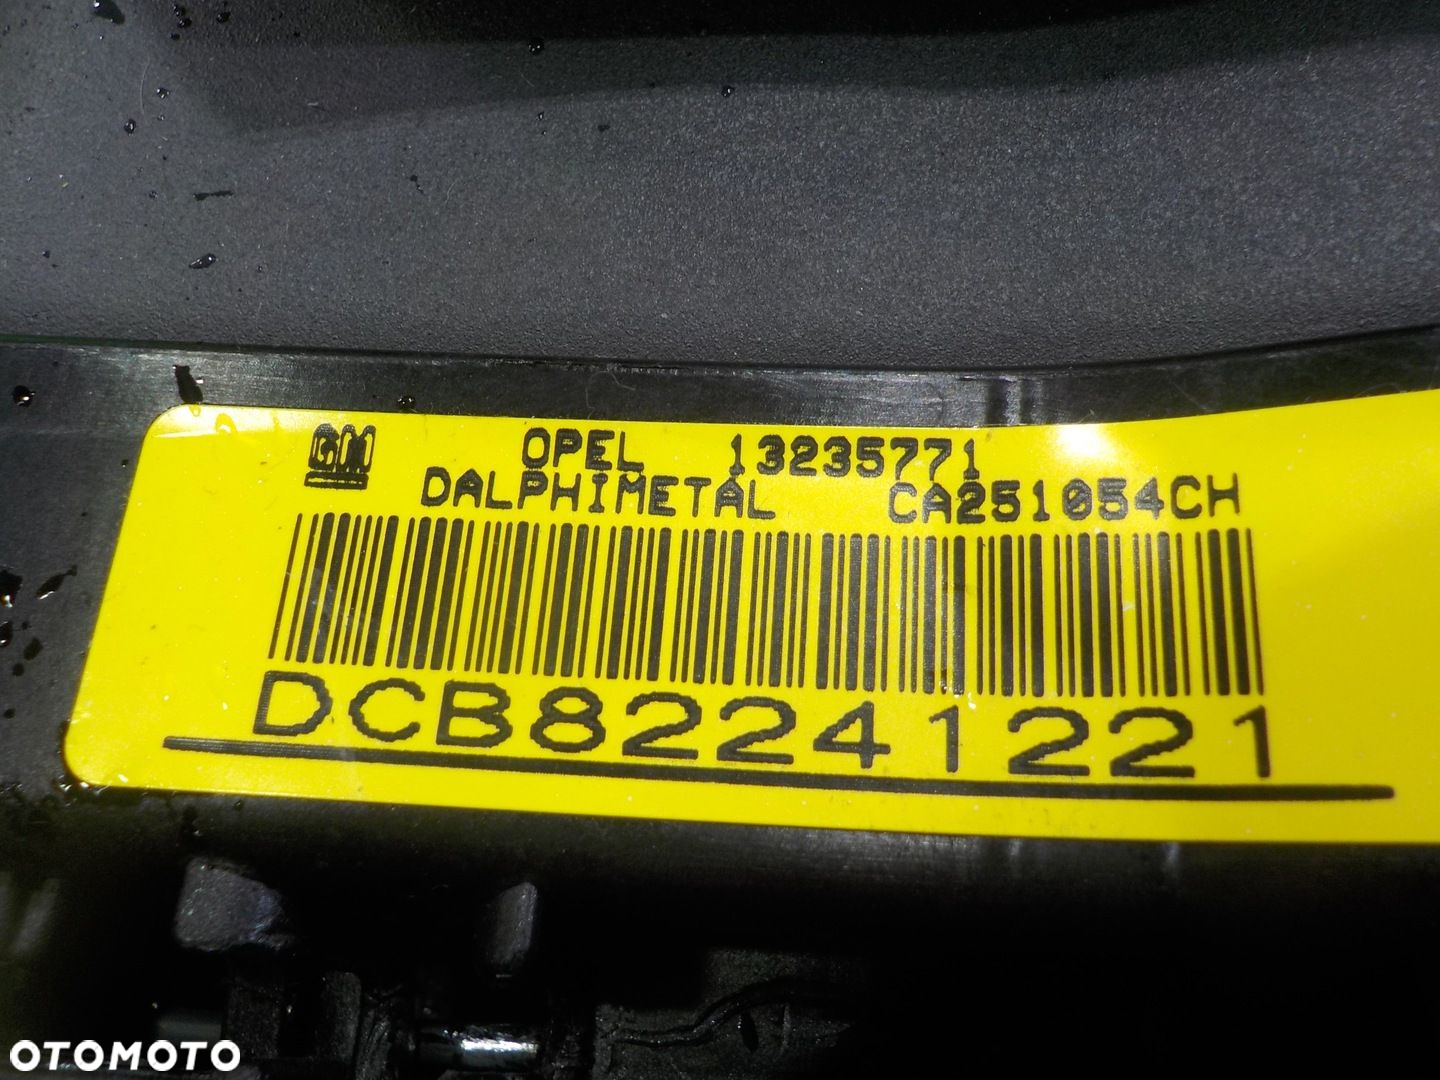 GM OPEL 13235771
DALPHIMETAL CA251054CH
DCB82241221
OTOMOTO